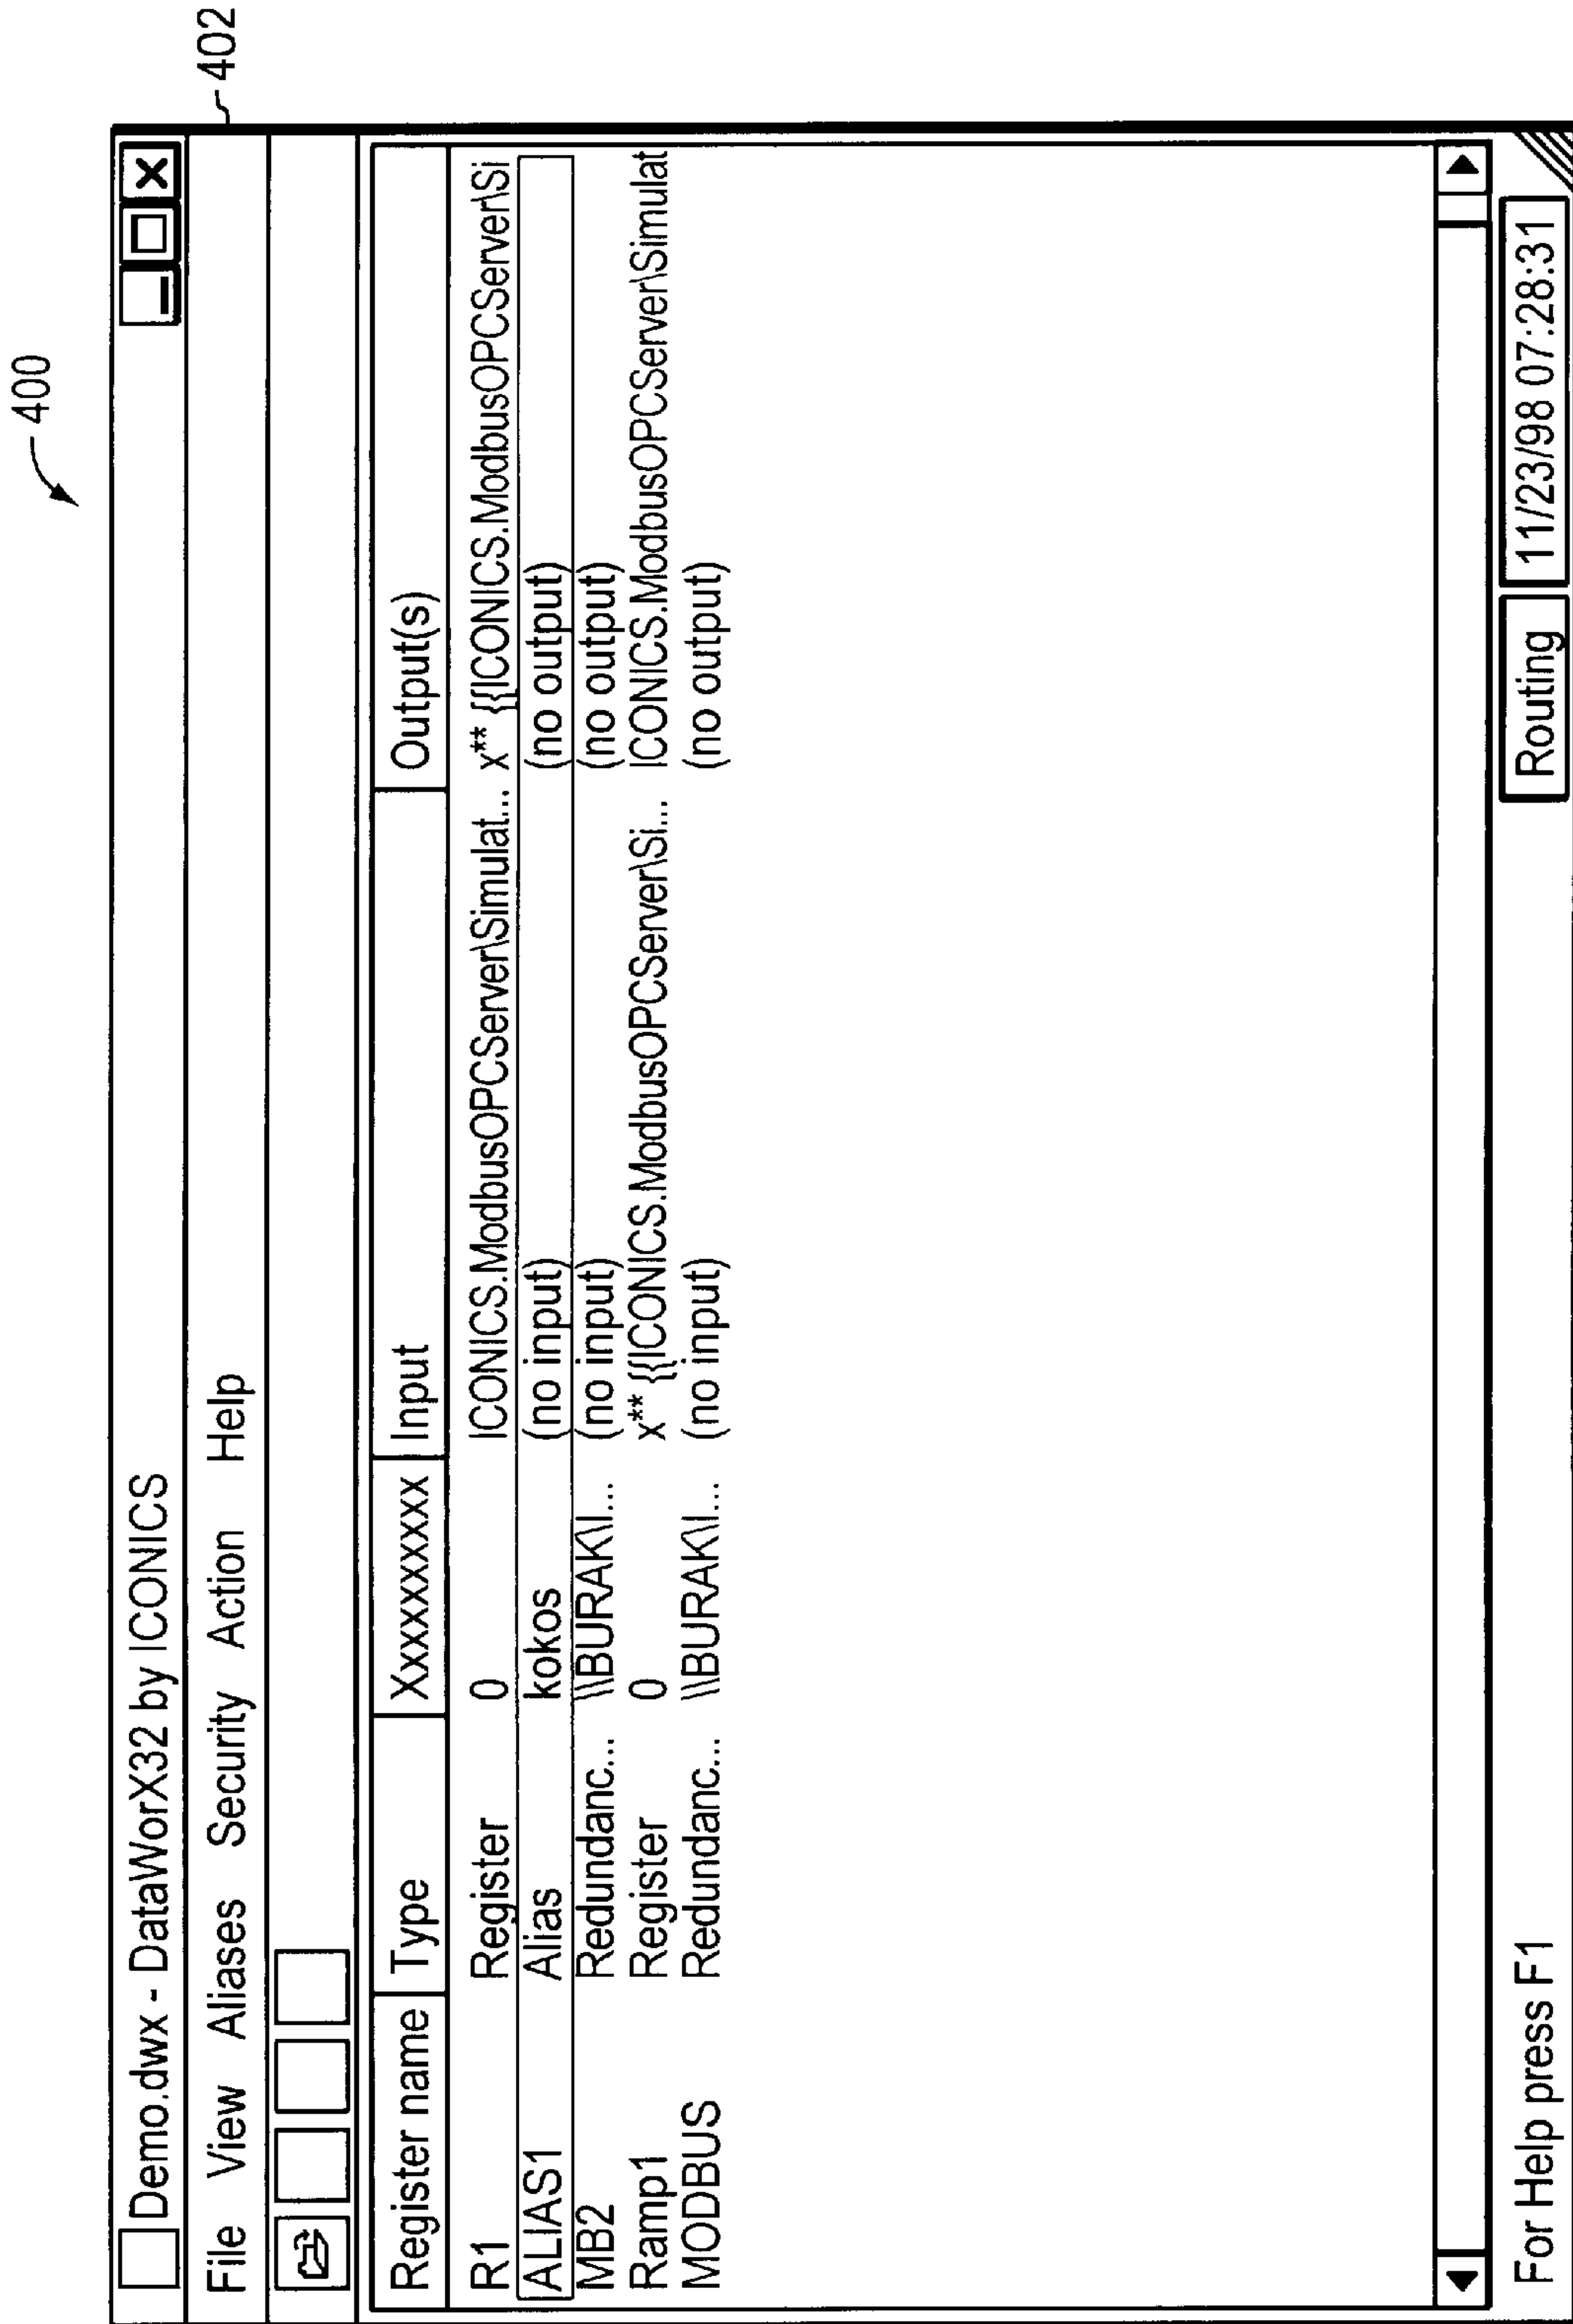 400
402
Demo.dwx - DataWorX32 by ICONICS
File View Aliases Security Action Help
Register name Type Xxxxxxxxx Input Output(s)
R1 Register 0 ICONICS.ModbusOPCServer\Simulat... x** {{ICONICS.ModbusOPCServer\Si
ALIAS1 Alias kokos (no input) (no output)
MB2 Redundanc... \\BURAK\I... (no input) (no output)
Ramp1 Register 0 x** {{ICONICS.ModbusOPCServer\Si... ICONICS.ModbusOPCServer\Simulat
MODBUS Redundanc... \\BURAK\I... (no input) (no output)
For Help press F1 Routing 11/23/98 07:28:31